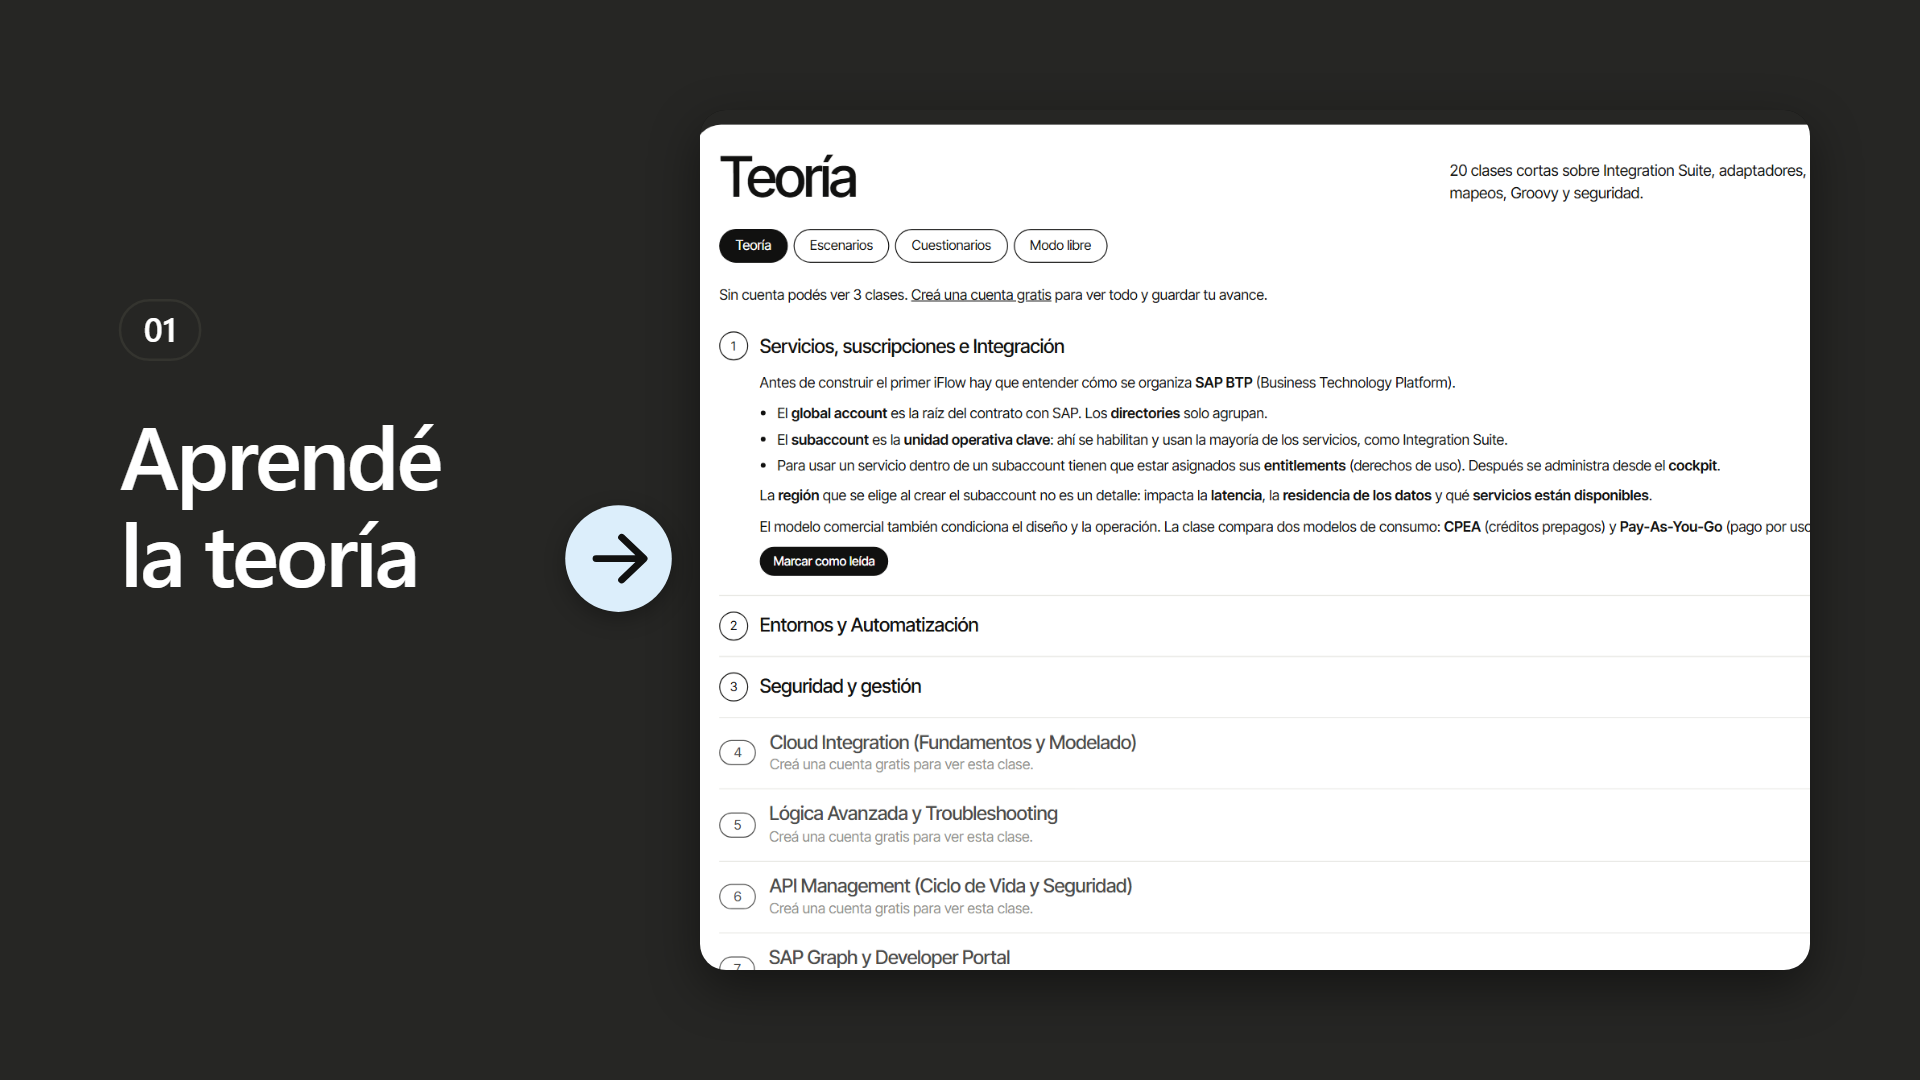 01
Aprendé
la teoría
Teoría
20 clases cortas sobre Integration Suite, adaptadores,
mapeos, Groovy y seguridad.
Teoría
Escenarios
Cuestionarios
Modo libre
Sin cuenta podés ver 3 clases. Creá una cuenta gratis para ver todo y guardar tu avance.
1 Servicios, suscripciones e Integración
Antes de construir el primer iFlow hay que entender cómo se organiza SAP BTP (Business Technology Platform).
• El global account es la raíz del contrato con SAP. Los directories solo agrupan.
• El subaccount es la unidad operativa clave: ahí se habilitan y usan la mayoría de los servicios, como Integration Suite.
• Para usar un servicio dentro de un subaccount tienen que estar asignados sus entitlements (derechos de uso). Después se administra desde el cockpit.
La región que se elige al crear el subaccount no es un detalle: impacta la latencia, la residencia de los datos y qué servicios están disponibles.
El modelo comercial también condiciona el diseño y la operación. La clase compara dos modelos de consumo: CPEA (créditos prepagos) y Pay-As-You-Go (pago por uso
Marcar como leída
2 Entornos y Automatización
3 Seguridad y gestión
4 Cloud Integration (Fundamentos y Modelado)
Creá una cuenta gratis para ver esta clase.
5 Lógica Avanzada y Troubleshooting
Creá una cuenta gratis para ver esta clase.
6 API Management (Ciclo de Vida y Seguridad)
Creá una cuenta gratis para ver esta clase.
7 SAP Graph y Developer Portal